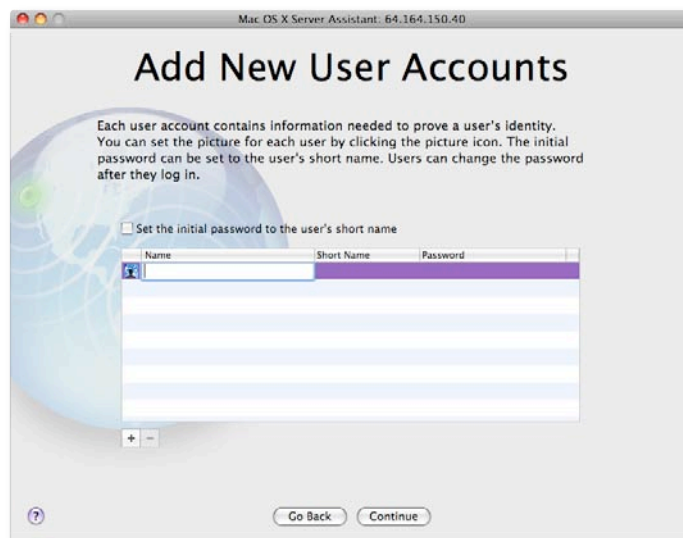 Mac OS X Server Assistant: 64.164.150.40
Add New User Accounts
Each user account contains information needed to prove a user's identity.
You can set the picture for each user by clicking the picture icon. The initial
password can be set to the user's short name. Users can change the password
after they log in.
Set the initial password to the user's short name
Name Short Name Password
+ −
? Go Back Continue